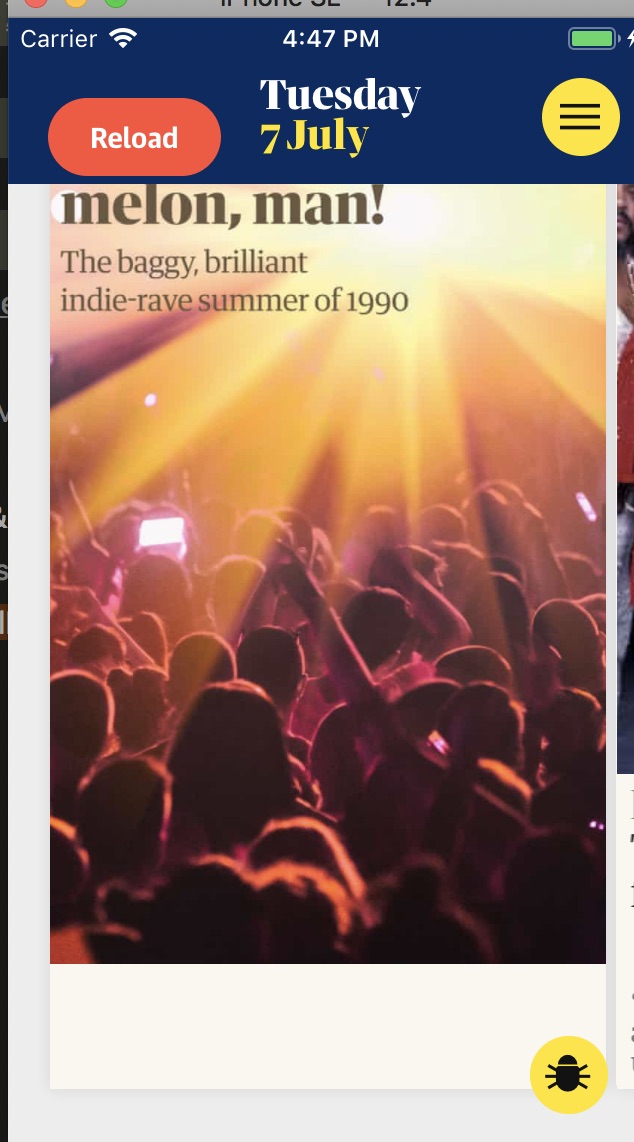 iPhone SE — 12.4
Carrier
4:47 PM
Reload
Tuesday
7 July
melon, man!
The baggy, brilliant
indie-rave summer of 1990